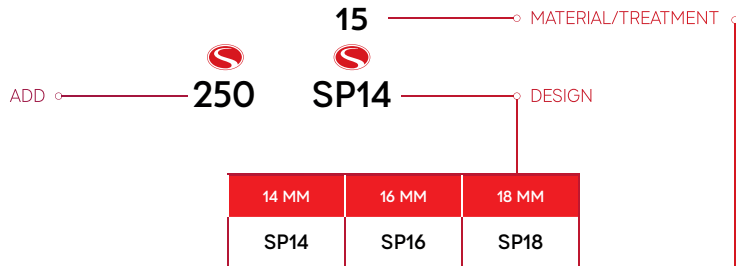 15 MATERIAL/TREATMENT
S S
ADD 250 SP14 DESIGN
14 MM 16 MM 18 MM
SP14 SP16 SP18